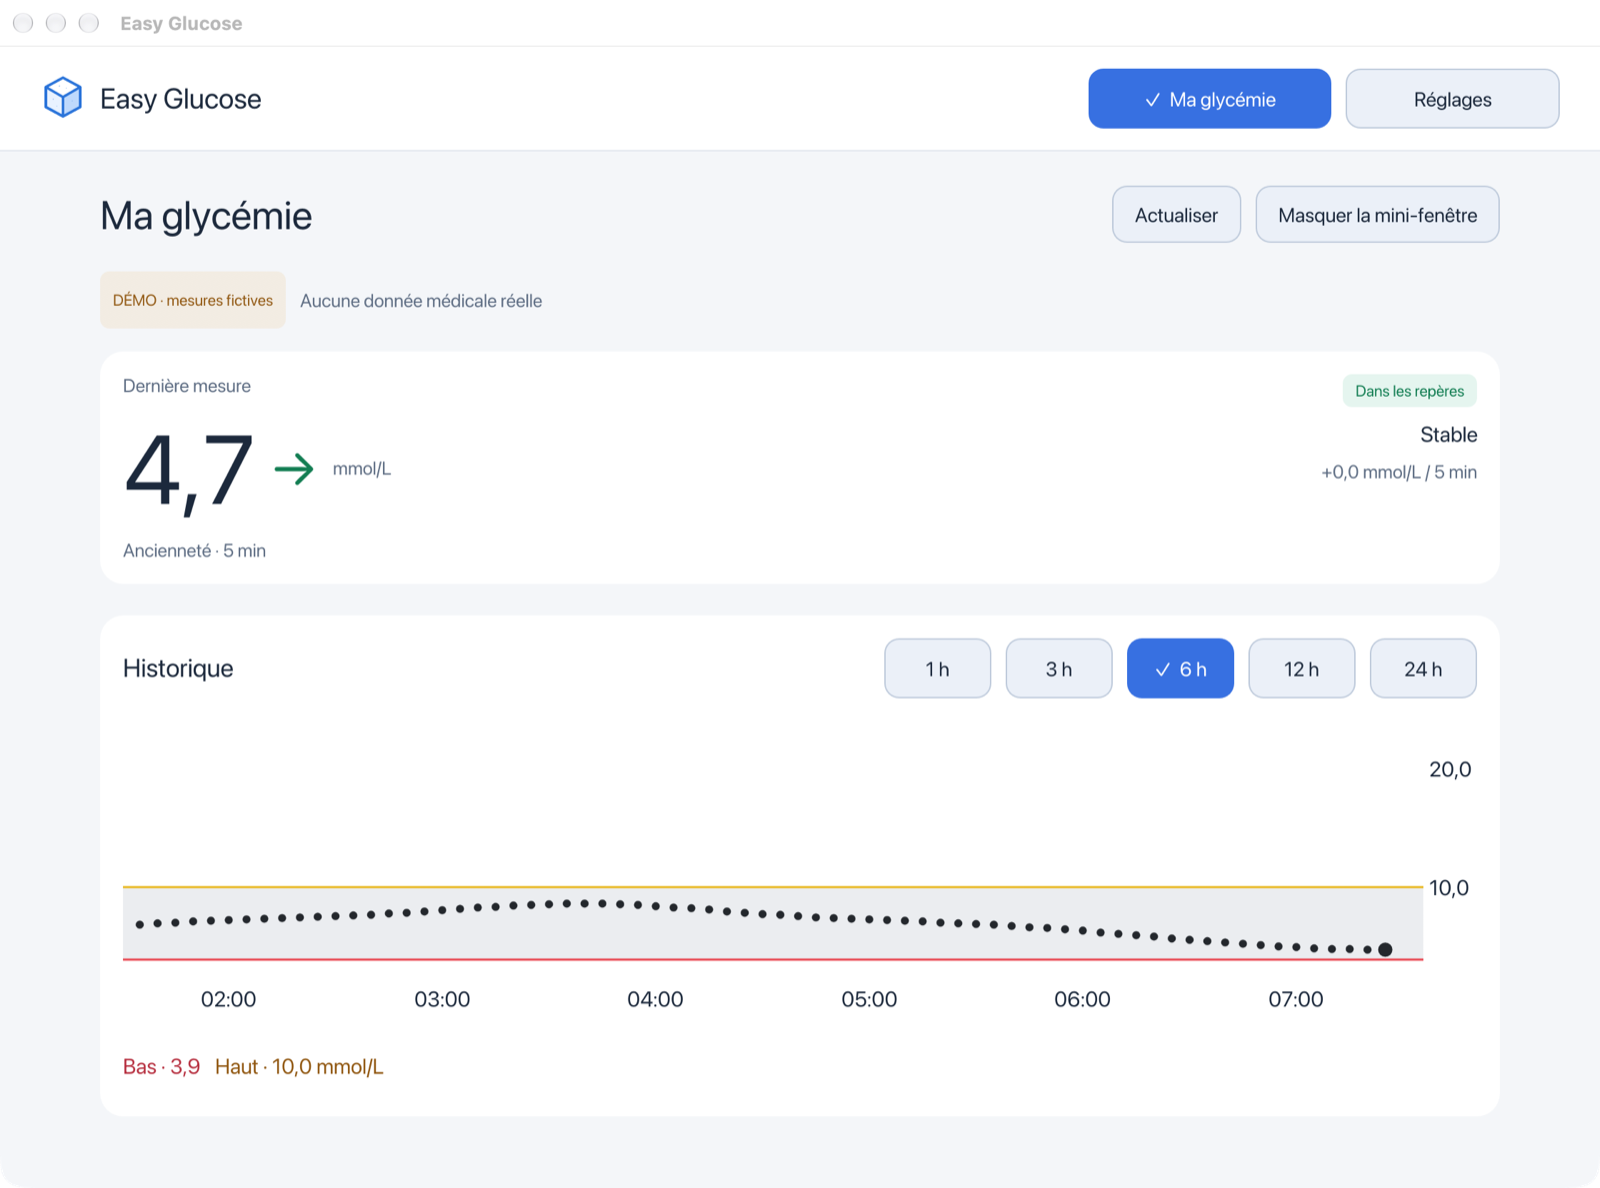 Easy Glucose
Easy Glucose
✓ Ma glycémie
Réglages
Ma glycémie
Actualiser
Masquer la mini-fenêtre
DÉMO · mesures fictives
Aucune donnée médicale réelle
Dernière mesure
Dans les repères
4,7 → mmol/L
Stable
+0,0 mmol/L / 5 min
Ancienneté · 5 min
Historique
1 h
3 h
✓ 6 h
12 h
24 h
20,0
10,0
02:00 03:00 04:00 05:00 06:00 07:00
Bas · 3,9 Haut · 10,0 mmol/L